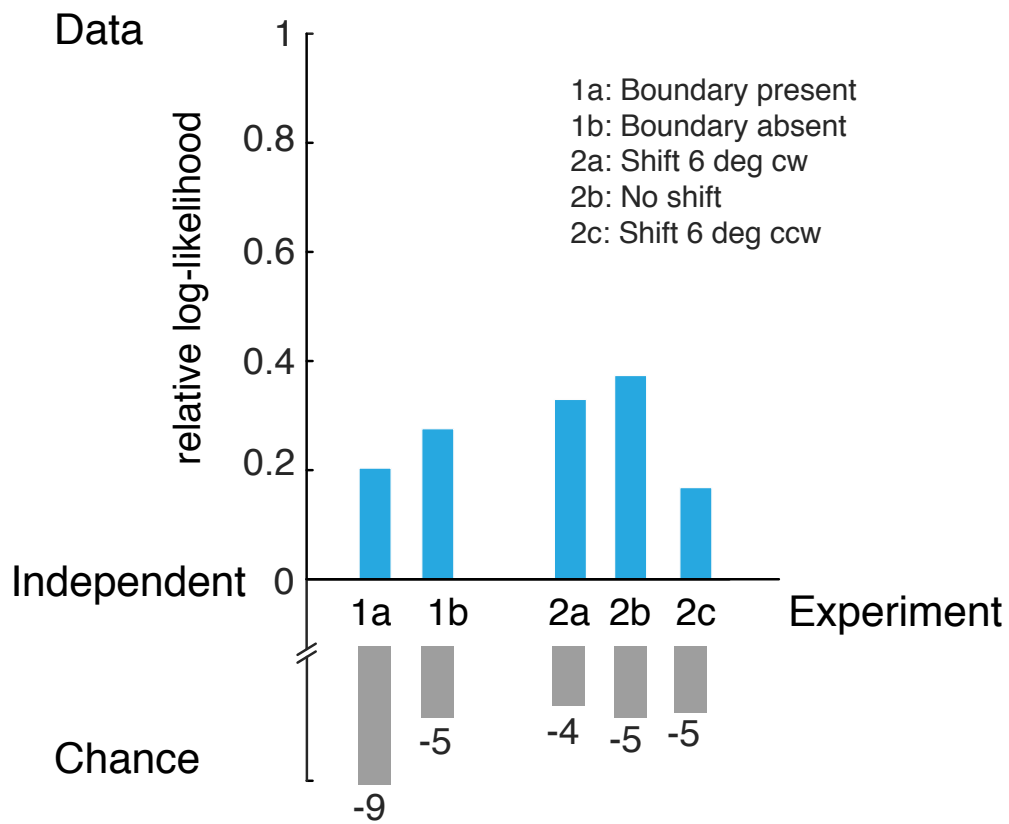 Data
1
1a: Boundary present
1b: Boundary absent
2a: Shift 6 deg cw
2b: No shift
2c: Shift 6 deg ccw
relative log-likelihood
0.8
0.6
0.4
0.2
Independent 0
1a 1b 2a 2b 2c Experiment
-4 -5 -5
-5
Chance
-9